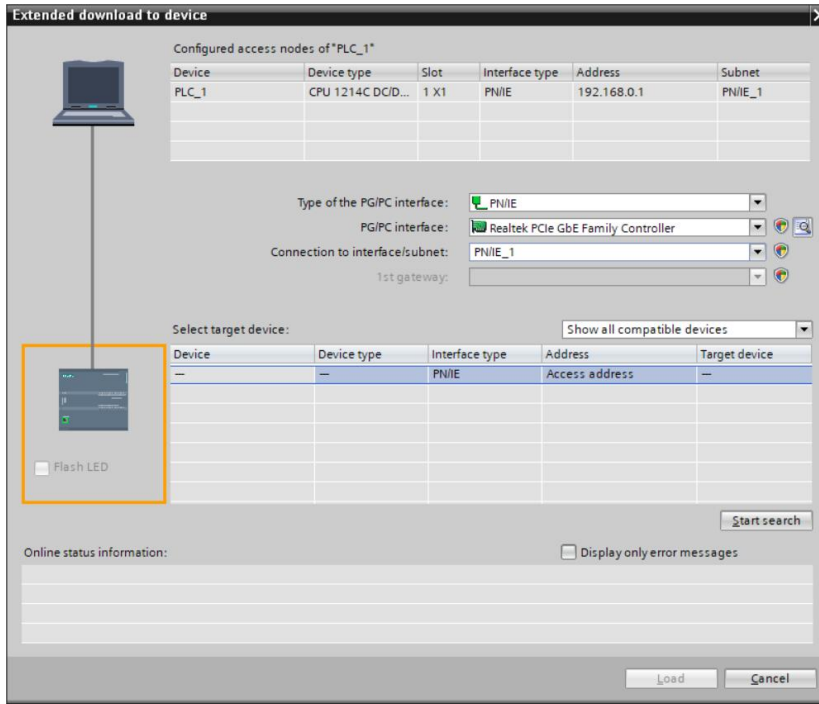 Extended download to device
Configured access nodes of "PLC_1"
Device Device type Slot Interface type Address Subnet
PLC_1 CPU 1214C DC/D... 1 X1 PN/IE 192.168.0.1 PN/IE_1
Type of the PG/PC interface: PN/IE
PG/PC interface: Realtek PCIe GbE Family Controller
Connection to interface/subnet: PN/IE_1
1st gateway:
Select target device: Show all compatible devices
Device Device type Interface type Address Target device
— — PN/IE Access address —
Flash LED
Start search
Online status information: Display only error messages
Load Cancel